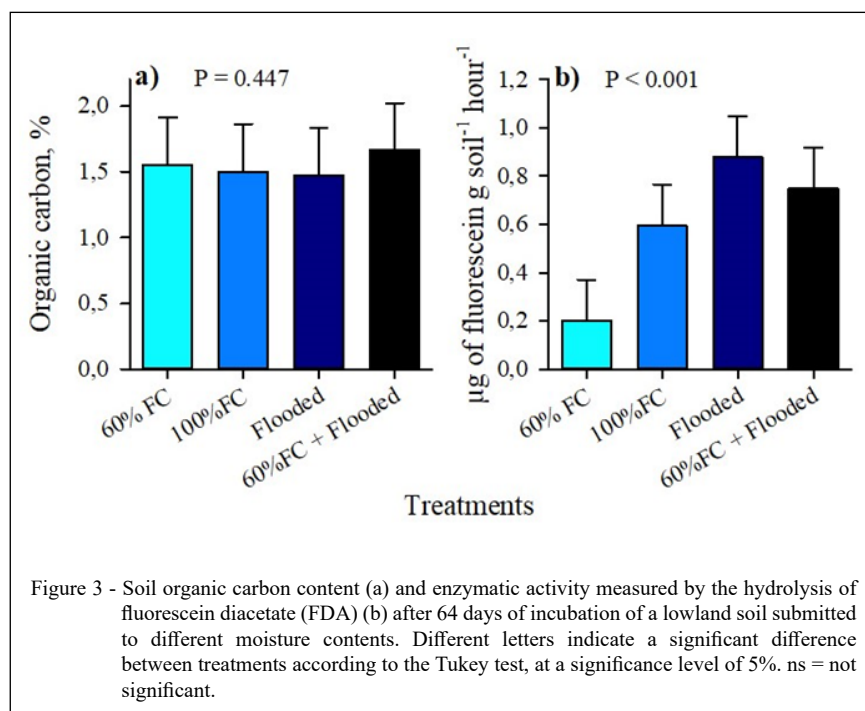 a) P = 0.447
Organic carbon, %
2,0
1,5
1,0
0,5
0,0
60% FC
100%FC
Flooded
60%FC + Flooded
b) P < 0.001
µg of fluorescein g soil⁻¹ hour⁻¹
1,2
1,0
0,8
0,6
0,4
0,2
0,0
60% FC
100%FC
Flooded
60%FC + Flooded
Treatments
Figure 3 - Soil organic carbon content (a) and enzymatic activity measured by the hydrolysis of
fluorescein diacetate (FDA) (b) after 64 days of incubation of a lowland soil submitted
to different moisture contents. Different letters indicate a significant difference
between treatments according to the Tukey test, at a significance level of 5%. ns = not
significant.